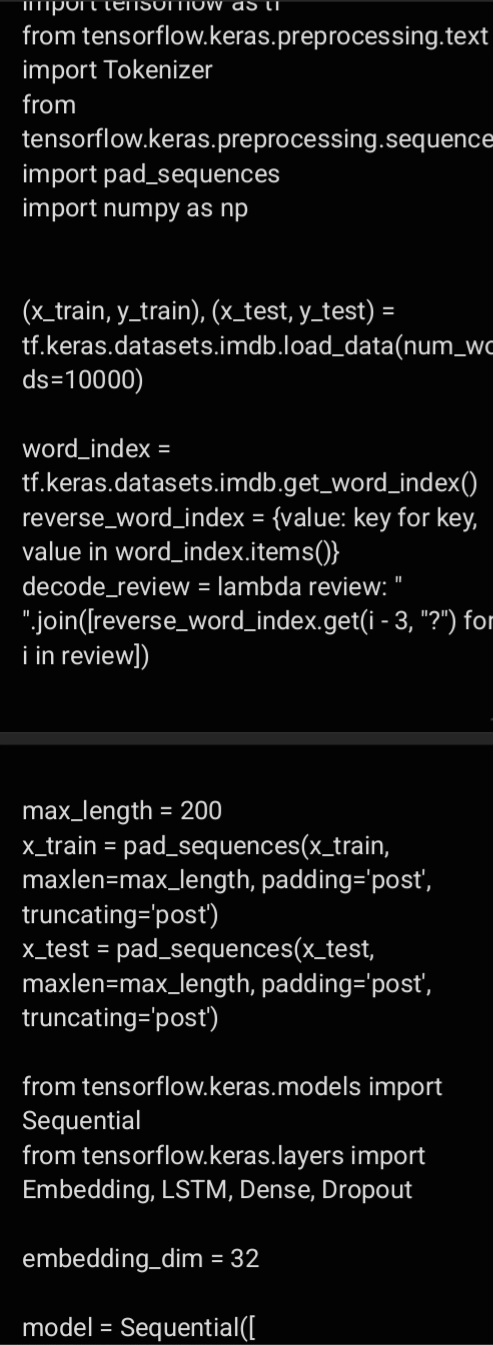 import tensorflow as tf
from tensorflow.keras.preprocessing.text
import Tokenizer
from
tensorflow.keras.preprocessing.sequence
import pad_sequences
import numpy as np
(x_train, y_train), (x_test, y_test) =
tf.keras.datasets.imdb.load_data(num_wo
ds=10000)
word_index =
tf.keras.datasets.imdb.get_word_index()
reverse_word_index = {value: key for key,
value in word_index.items()}
decode_review = lambda review: "
".join([reverse_word_index.get(i - 3, "?") for
i in review])
max_length = 200
x_train = pad_sequences(x_train,
maxlen=max_length, padding='post',
truncating='post')
x_test = pad_sequences(x_test,
maxlen=max_length, padding='post',
truncating='post')
from tensorflow.keras.models import
Sequential
from tensorflow.keras.layers import
Embedding, LSTM, Dense, Dropout
embedding_dim = 32
model = Sequential([